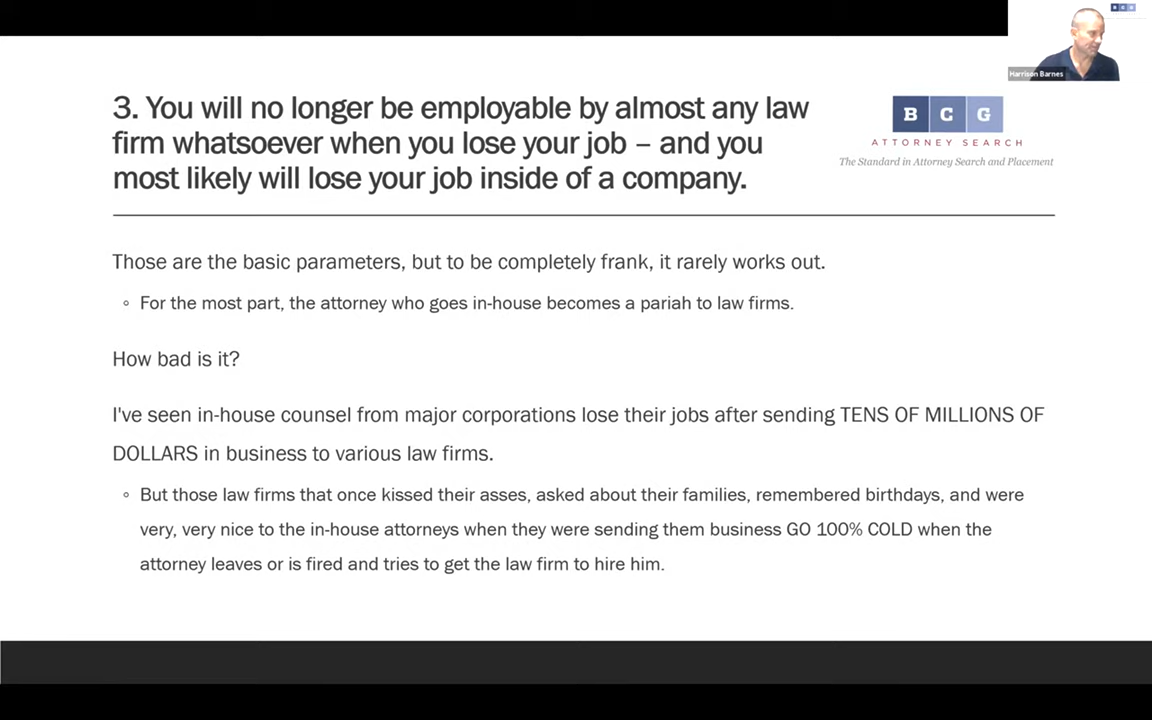 B C G
Harrison Barnes
3. You will no longer be employable by almost any law
firm whatsoever when you lose your job – and you
most likely will lose your job inside of a company.
B C G
ATTORNEY SEARCH
The Standard in Attorney Search and Placement
Those are the basic parameters, but to be completely frank, it rarely works out.
◦ For the most part, the attorney who goes in-house becomes a pariah to law firms.
How bad is it?
I've seen in-house counsel from major corporations lose their jobs after sending TENS OF MILLIONS OF
DOLLARS in business to various law firms.
◦ But those law firms that once kissed their asses, asked about their families, remembered birthdays, and were
very, very nice to the in-house attorneys when they were sending them business GO 100% COLD when the
attorney leaves or is fired and tries to get the law firm to hire him.